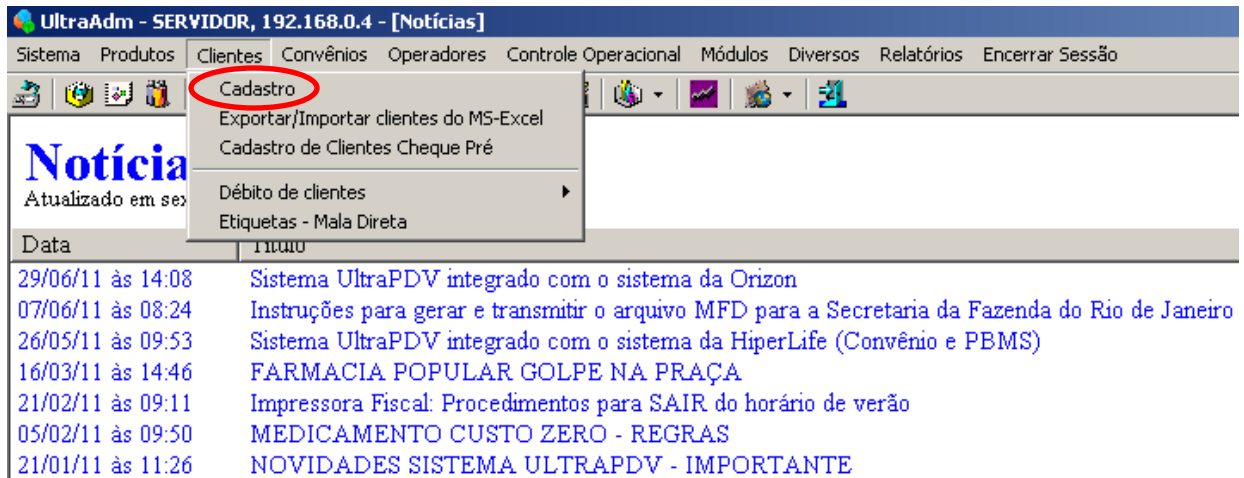 UltraAdm - SERVIDOR, 192.168.0.4 - [Notícias]
Sistema Produtos Clientes Convênios Operadores Controle Operacional Módulos Diversos Relatórios Encerrar Sessão
Cadastro
Exportar/Importar clientes do MS-Excel
Cadastro de Clientes Cheque Pré
Débito de clientes
Etiquetas - Mala Direta
Notícia
Atualizado em sex
Data Título
29/06/11 às 14:08 Sistema UltraPDV integrado com o sistema da Orizon
07/06/11 às 08:24 Instruções para gerar e transmitir o arquivo MFD para a Secretaria da Fazenda do Rio de Janeiro
26/05/11 às 09:53 Sistema UltraPDV integrado com o sistema da HiperLife (Convênio e PBMS)
16/03/11 às 14:46 FARMACIA POPULAR GOLPE NA PRAÇA
21/02/11 às 09:11 Impressora Fiscal: Procedimentos para SAIR do horário de verão
05/02/11 às 09:50 MEDICAMENTO CUSTO ZERO - REGRAS
21/01/11 às 11:26 NOVIDADES SISTEMA ULTRAPDV - IMPORTANTE